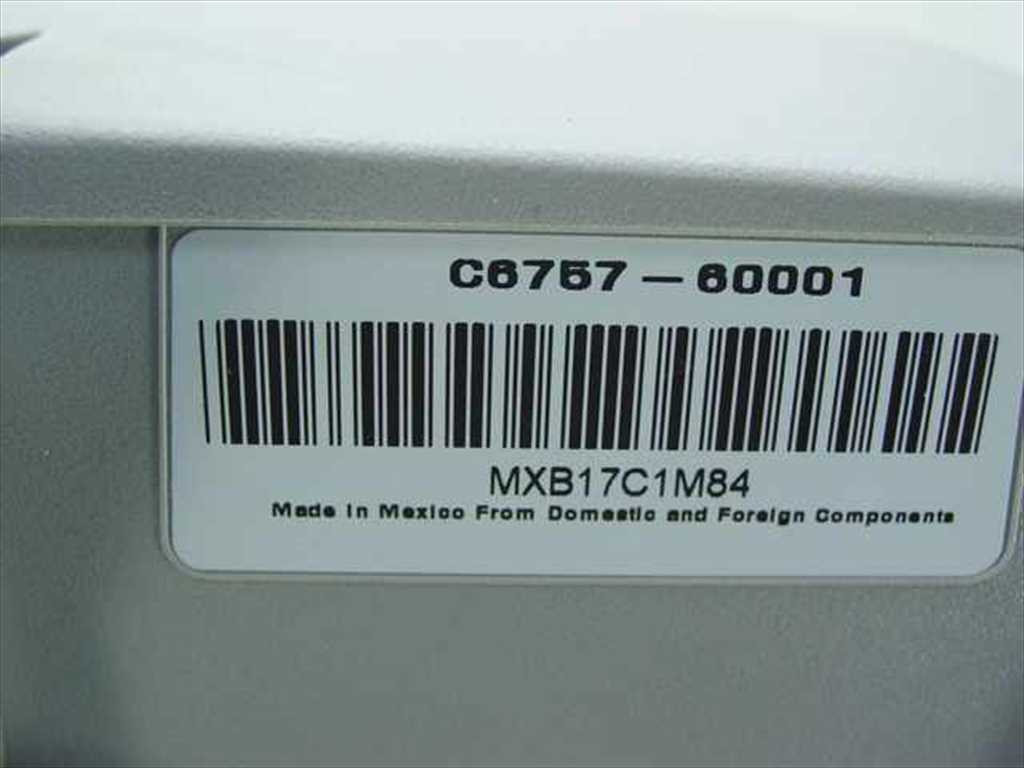 C6757-60001
MXB17C1M84
Made in Mexico From Domestic and Foreign Components